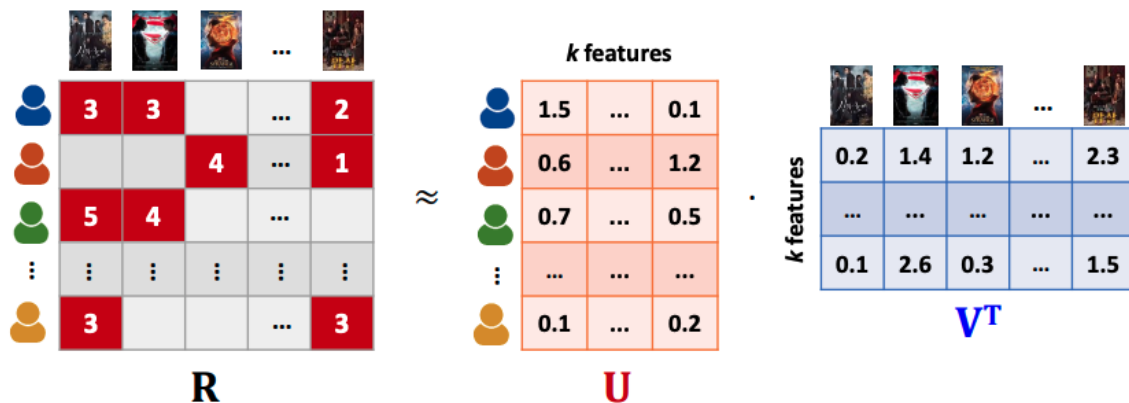 ...
k features
...
3 3 ... 2
4 ... 1
5 4 ...
⋮ ⋮ ⋮ ⋮ ⋮ ⋮
3 ... 3
R
≈
1.5 ... 0.1
0.6 ... 1.2
0.7 ... 0.5
⋮ ... ... ...
0.1 ... 0.2
U
·
k features
0.2 1.4 1.2 ... 2.3
... ... ... ... ...
0.1 2.6 0.3 ... 1.5
Vᵀ